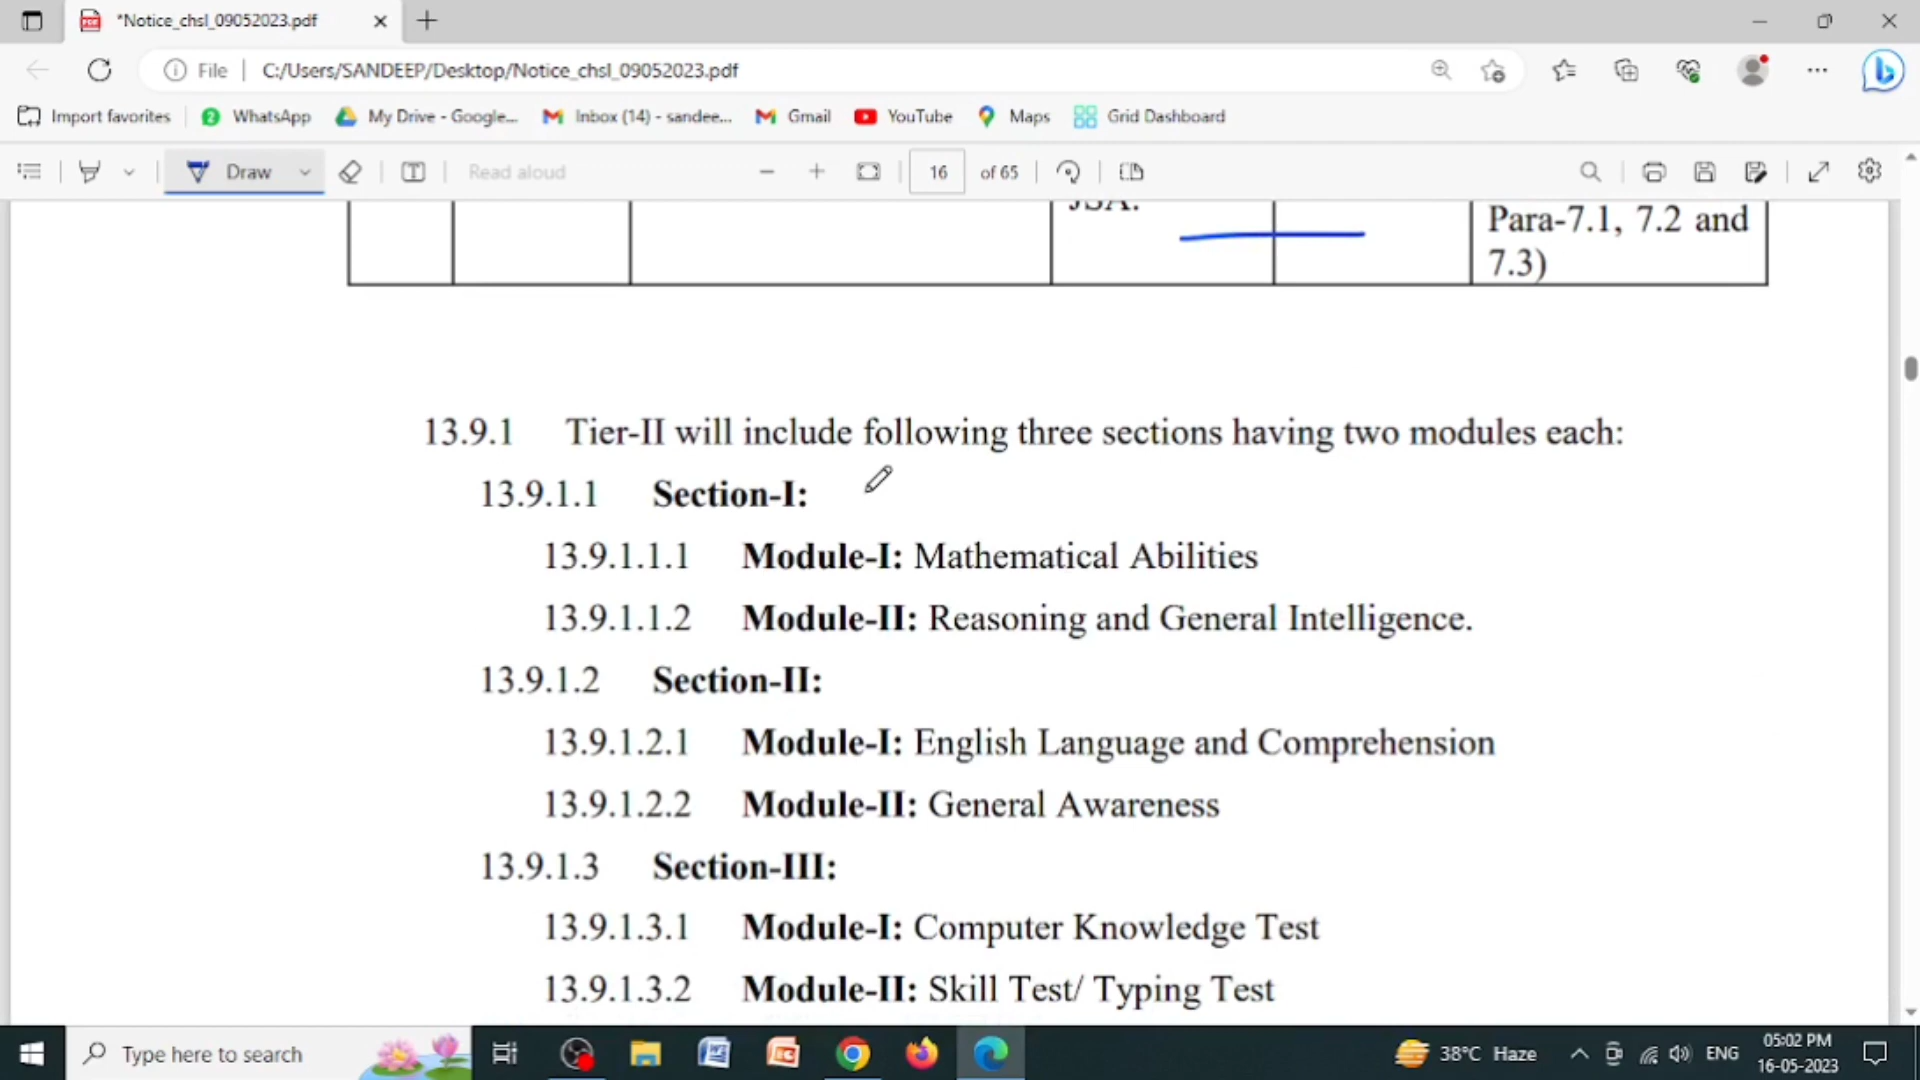 *Notice_chsl_09052023.pdf
File
C:/Users/SANDEEP/Desktop/Notice_chsl_09052023.pdf
Import favorites
WhatsApp
My Drive - Google...
Inbox (14) - sandee...
Gmail
YouTube
Maps
Grid Dashboard
Draw
Read aloud
16
of 65
JSA.
Para-7.1, 7.2 and
7.3)
13.9.1 Tier-II will include following three sections having two modules each:
13.9.1.1 Section-I:
13.9.1.1.1 Module-I: Mathematical Abilities
13.9.1.1.2 Module-II: Reasoning and General Intelligence.
13.9.1.2 Section-II:
13.9.1.2.1 Module-I: English Language and Comprehension
13.9.1.2.2 Module-II: General Awareness
13.9.1.3 Section-III:
13.9.1.3.1 Module-I: Computer Knowledge Test
13.9.1.3.2 Module-II: Skill Test/ Typing Test
Type here to search
38°C Haze
ENG
05:02 PM
16-05-2023